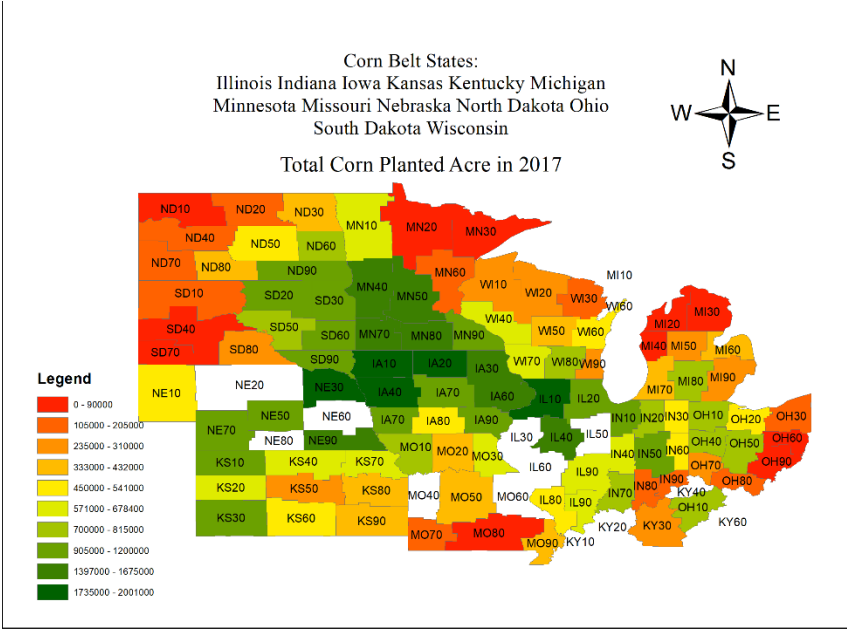 Corn Belt States:
Illinois Indiana Iowa Kansas Kentucky Michigan
Minnesota Missouri Nebraska North Dakota Ohio
South Dakota Wisconsin
Total Corn Planted Acre in 2017
N
W E
S
ND10 ND20 ND30 MN10 MN20 MN30
ND40 ND50 ND60
ND70 ND80 ND90 MN40 MN60 MI10
SD10 SD20 SD30 MN50 WI10 WI20 WI30 WI60 MI30
SD40 SD50 SD60 MN70 MN80 MN90 WI40 WI50 WI60 MI20
SD70 SD80 SD90 IA10 IA20 IA30 WI70 WI80 WI90 MI40 MI50 MI60
NE10 NE20 NE30 IA40 IA70 IA60 IL10 IL20 MI70 MI80 MI90
NE70 NE50 NE60 IA70 IA80 IA90 IN10 IN20 IN30 OH10 OH20 OH30
NE80 NE90 IL30 IL40 IL50 OH40 OH50 OH60
KS10 KS40 KS70 MO10 MO20 MO30 IL60 IN40 IN50 IN60 OH90
KS20 KS50 KS80 MO40 MO50 MO60 IL80 IL90 IN70 IN80 IN90 OH70 OH80
KS30 KS60 KS90 IL90 KY40 OH10
MO70 MO80 MO90 KY10 KY20 KY30 KY60
Legend
0 - 90000
105000 - 205000
235000 - 310000
333000 - 432000
450000 - 541000
571000 - 678400
700000 - 815000
905000 - 1200000
1397000 - 1675000
1735000 - 2001000